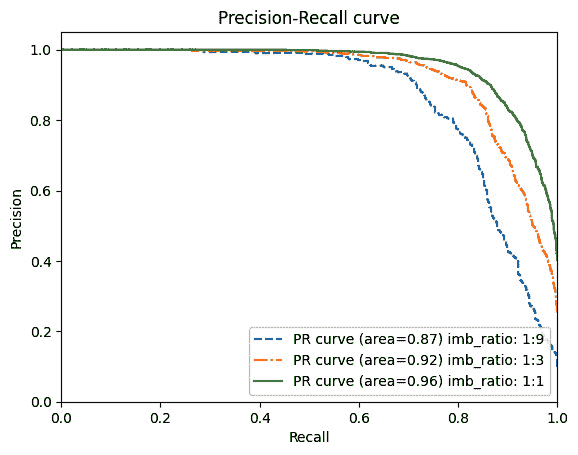 Precision-Recall curve
1.0
0.8
0.6
0.4
0.2
0.0
Precision
PR curve (area=0.87) imb_ratio: 1:9
PR curve (area=0.92) imb_ratio: 1:3
PR curve (area=0.96) imb_ratio: 1:1
0.0 0.2 0.4 0.6 0.8 1.0
Recall